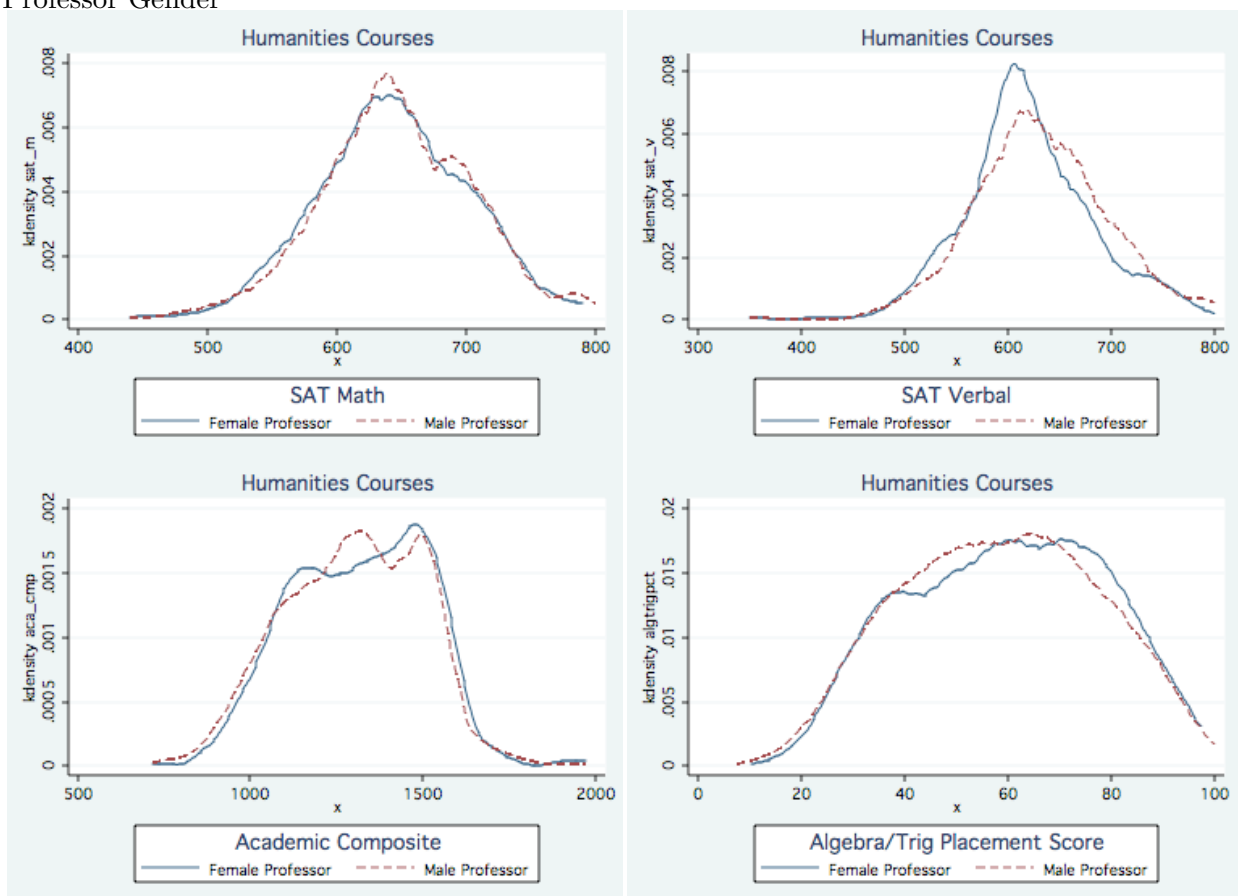 Professor Gender
Humanities Courses
kdensity sat_m
0 .002 .004 .006 .008
400 500 600 700 800
x
SAT Math
Female Professor Male Professor
Humanities Courses
kdensity sat_v
0 .002 .004 .006 .008
300 400 500 600 700 800
x
SAT Verbal
Female Professor Male Professor
Humanities Courses
kdensity aca_cmp
0 .0005 .001 .0015 .002
500 1000 1500 2000
x
Academic Composite
Female Professor Male Professor
Humanities Courses
kdensity algtrigpct
0 .005 .01 .015 .02
0 20 40 60 80 100
x
Algebra/Trig Placement Score
Female Professor Male Professor